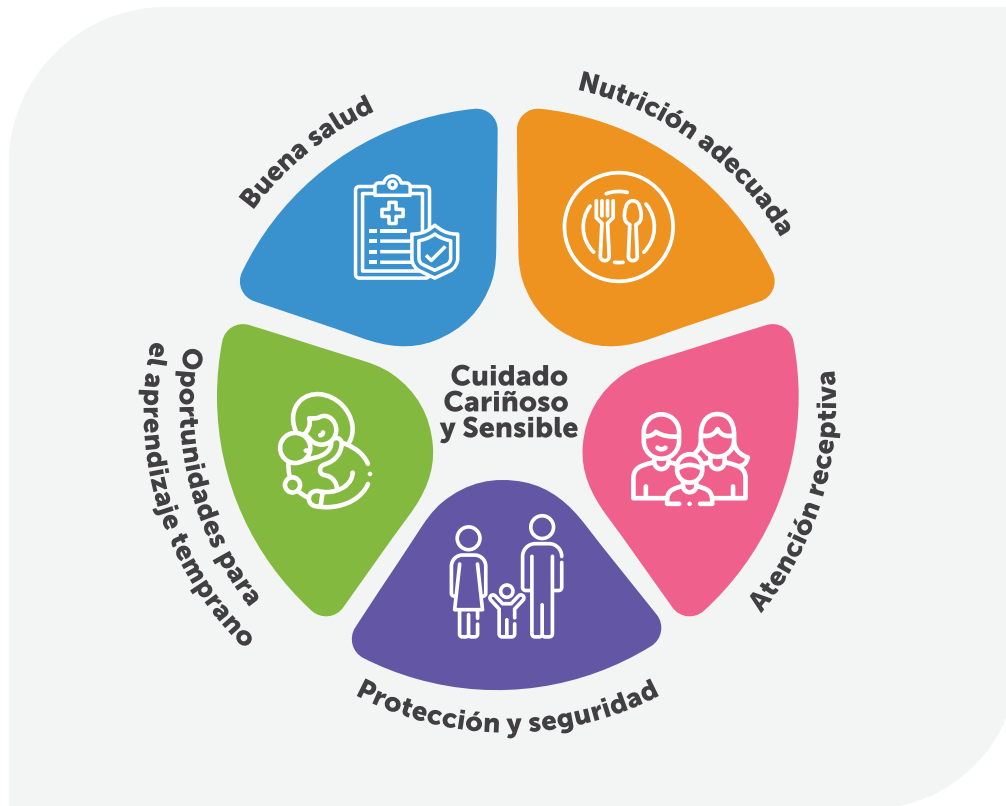 Buena salud
Nutrición adecuada
Cuidado
Cariñoso
y Sensible
Oportunidades para
el aprendizaje temprano
Atención receptiva
Protección y seguridad